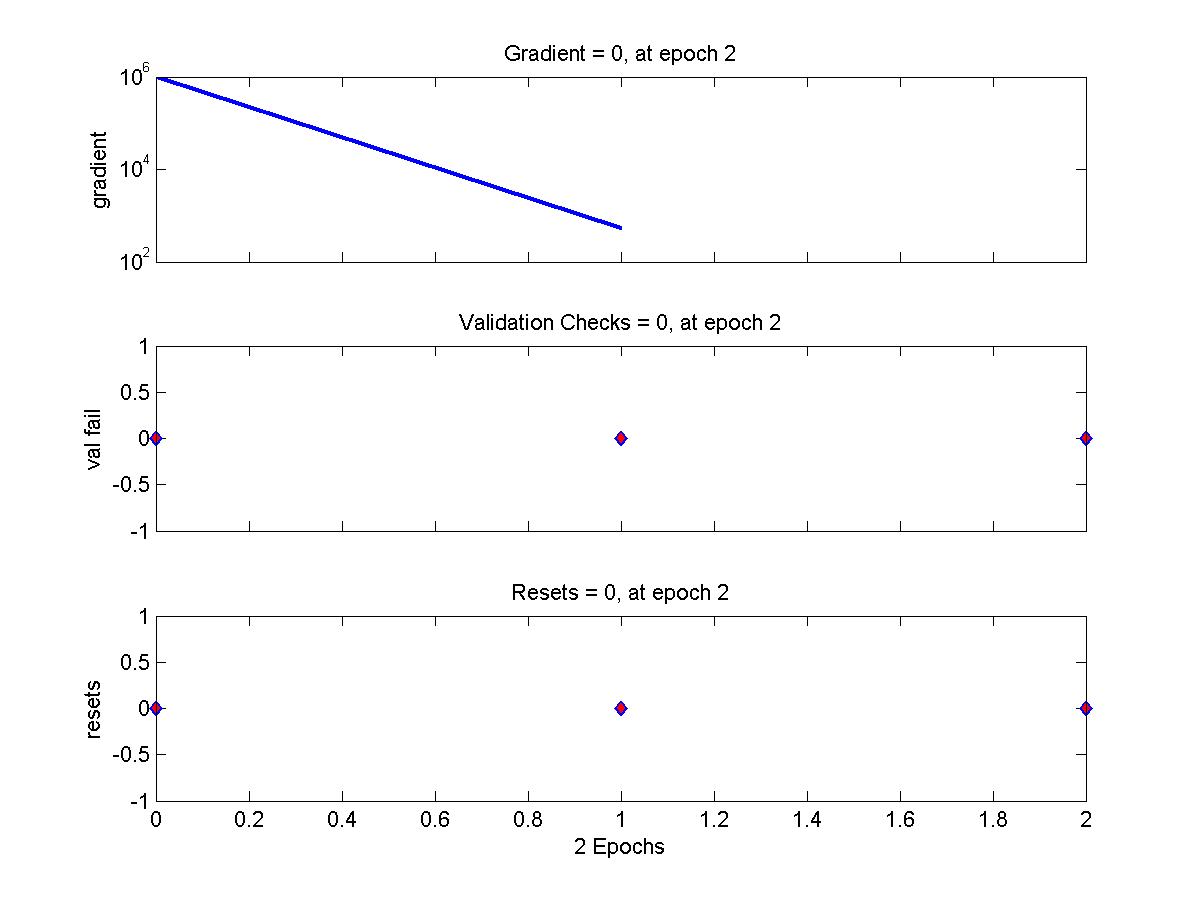 Gradient = 0, at epoch 2
10^6
10^4
10^2
gradient
Validation Checks = 0, at epoch 2
1
0.5
0
-0.5
-1
val fail
Resets = 0, at epoch 2
1
0.5
0
-0.5
-1
resets
0 0.2 0.4 0.6 0.8 1 1.2 1.4 1.6 1.8 2
2 Epochs